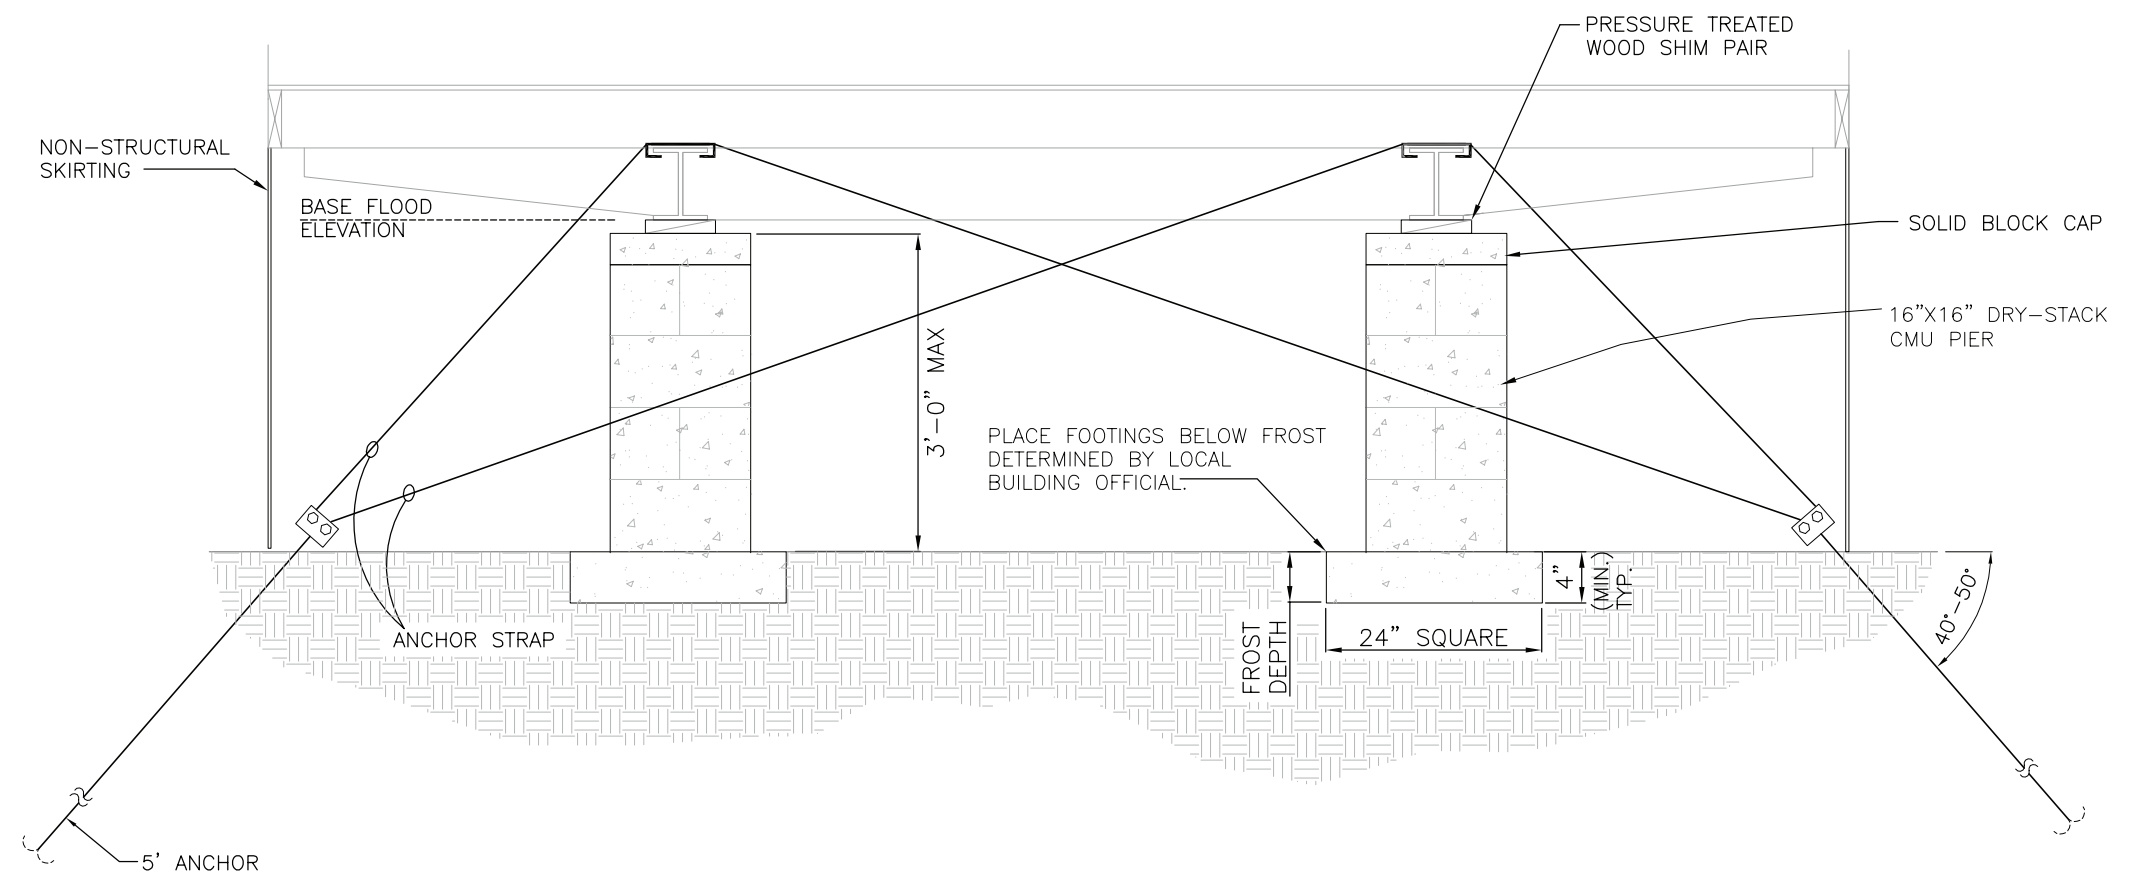 PRESSURE TREATED
WOOD SHIM PAIR
NON-STRUCTURAL
SKIRTING
BASE FLOOD
ELEVATION
SOLID BLOCK CAP
16"X16" DRY-STACK
CMU PIER
3'-0" MAX
PLACE FOOTINGS BELOW FROST
DETERMINED BY LOCAL
BUILDING OFFICIAL.
4"
(MIN.)
TYP.
40°-50°
24" SQUARE
FROST
DEPTH
ANCHOR STRAP
5' ANCHOR